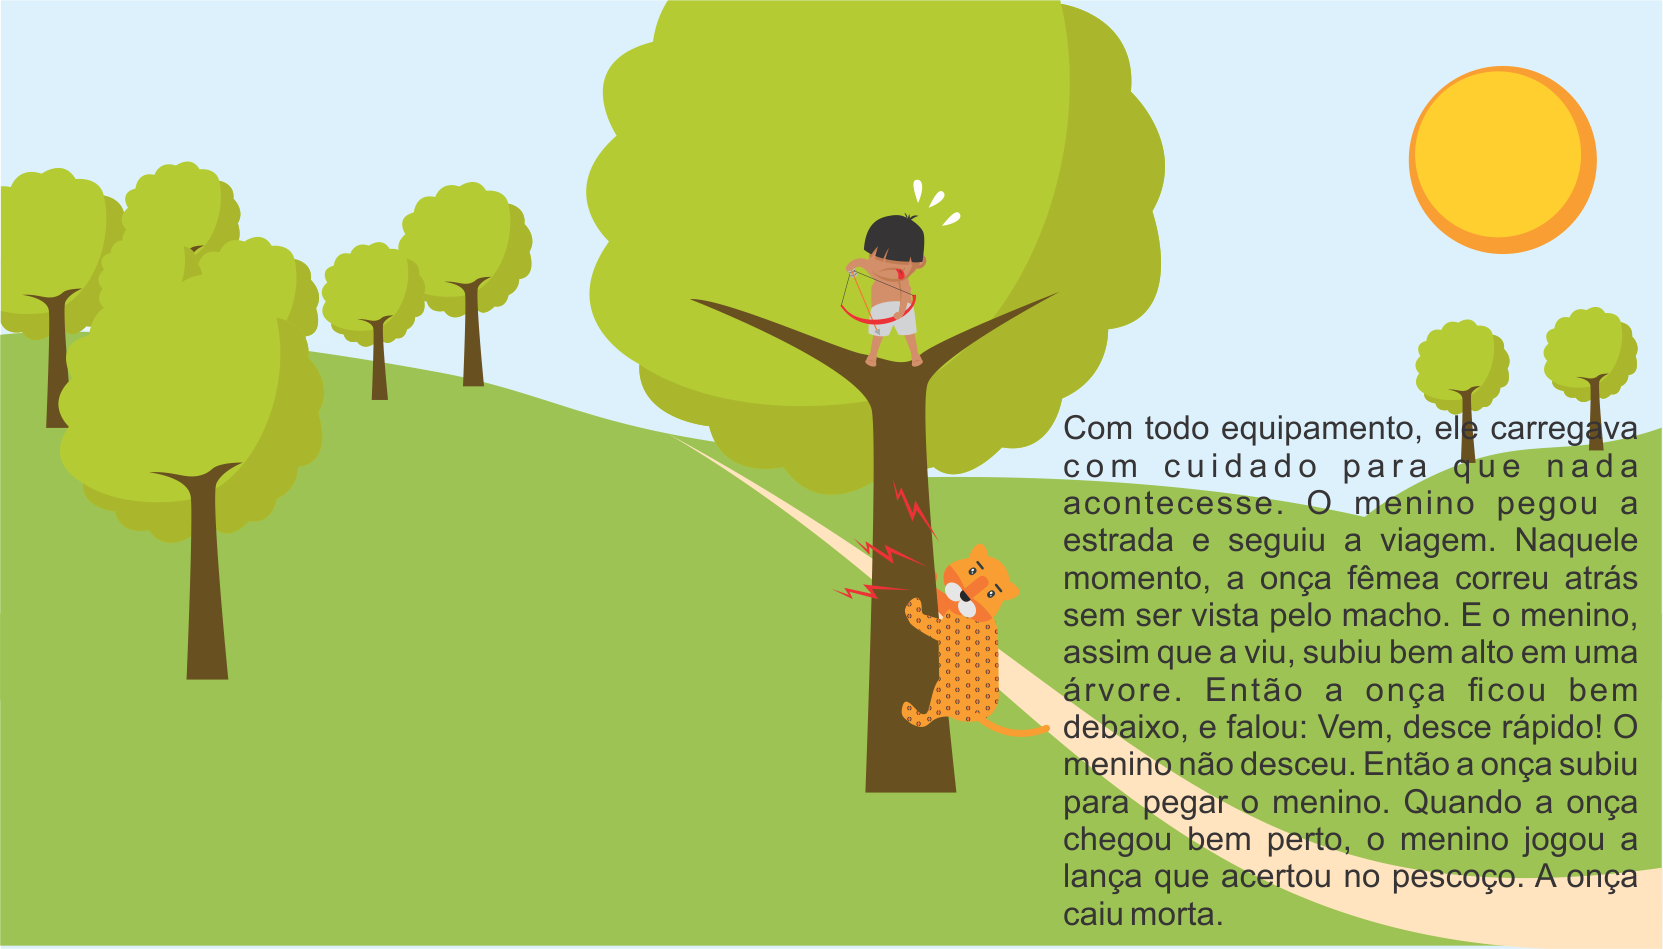 Com todo equipamento, ele carregava
com cuidado para que nada
acontecesse. O menino pegou a
estrada e seguiu a viagem. Naquele
momento, a onça fêmea correu atrás
sem ser vista pelo macho. E o menino,
assim que a viu, subiu bem alto em uma
árvore. Então a onça ficou bem
debaixo, e falou: Vem, desce rápido! O
menino não desceu. Então a onça subiu
para pegar o menino. Quando a onça
chegou bem perto, o menino jogou a
lança que acertou no pescoço. A onça
caiu morta.